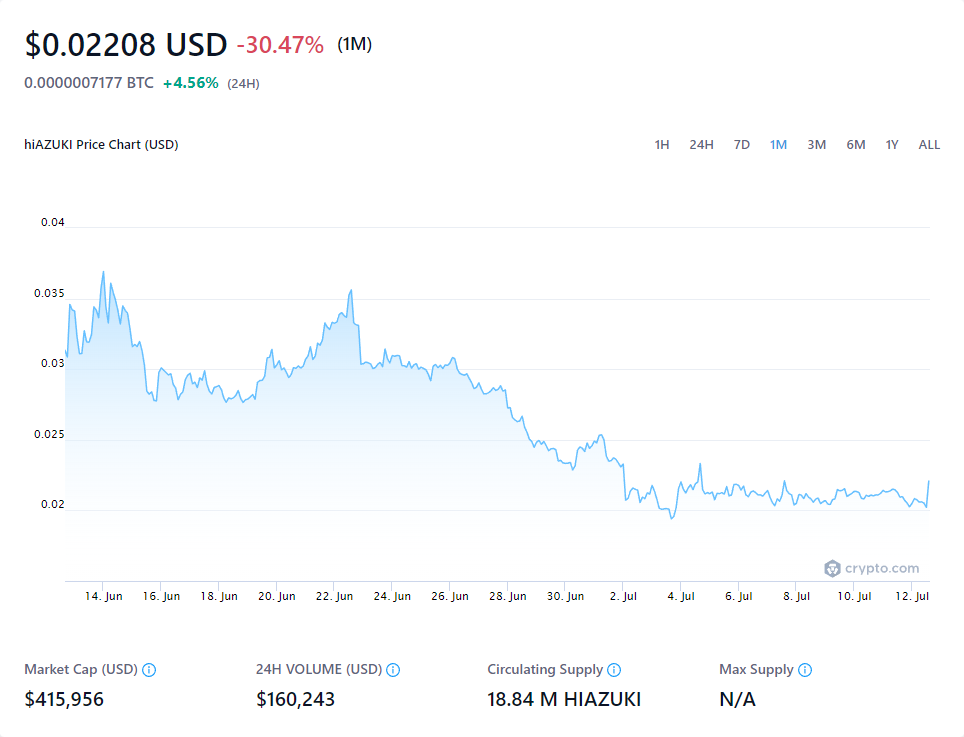 $0.02208 USD -30.47% (1M)
0.0000007177 BTC +4.56% (24H)
hiAZUKI Price Chart (USD) 1H 24H 7D 1M 3M 6M 1Y ALL
0.04
0.035
0.03
0.025
0.02
crypto.com
14. Jun 16. Jun 18. Jun 20. Jun 22. Jun 24. Jun 26. Jun 28. Jun 30. Jun 2. Jul 4. Jul 6. Jul 8. Jul 10. Jul 12. Jul
Market Cap (USD) 24H VOLUME (USD) Circulating Supply Max Supply
$415,956 $160,243 18.84 M HIAZUKI N/A